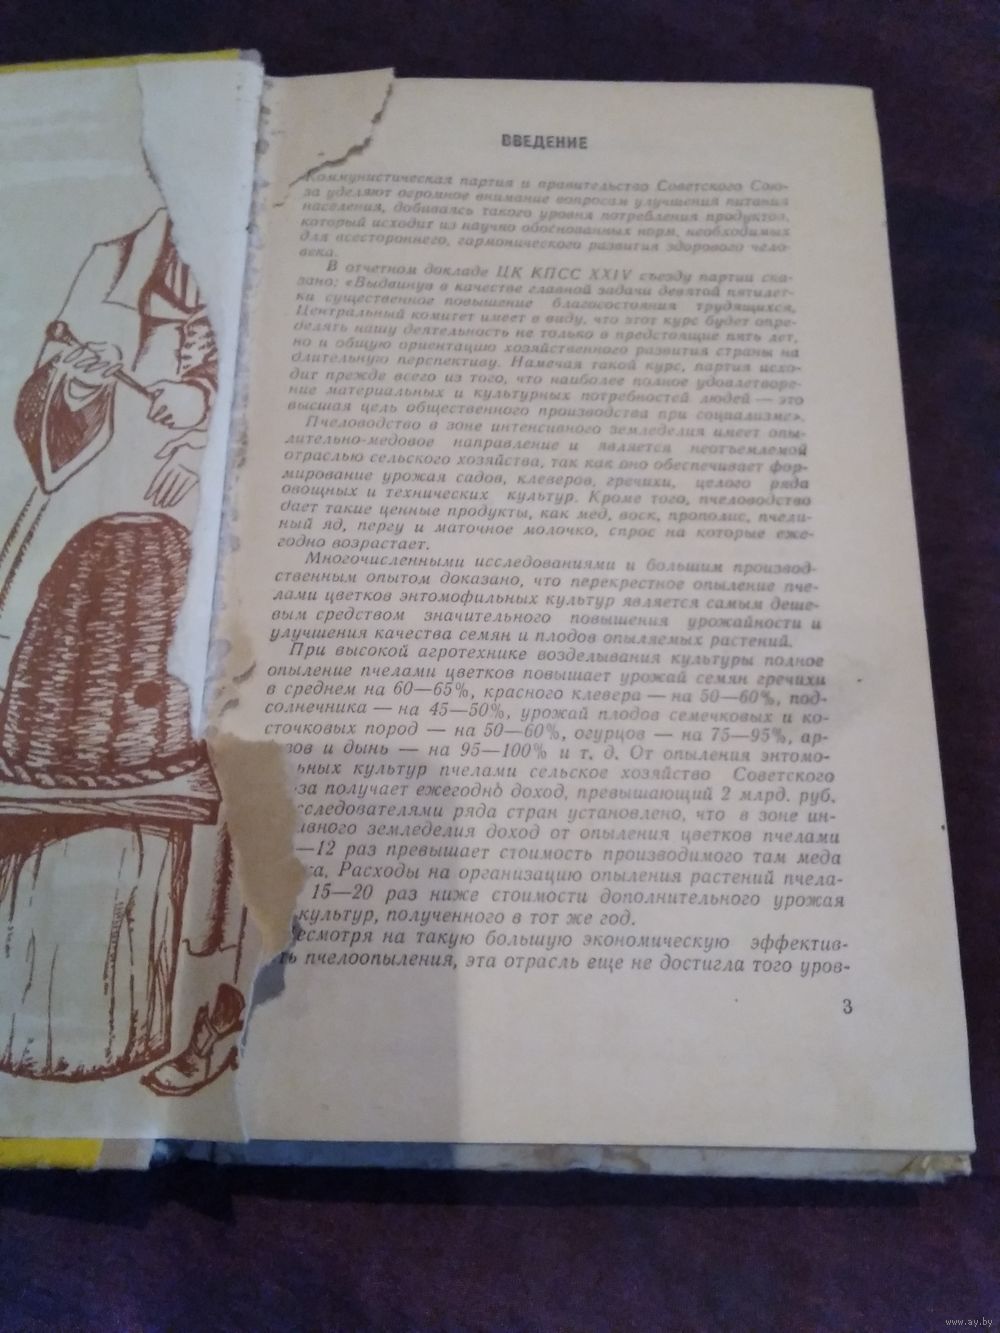 ВВЕДЕНИЕ
Коммунистическая партия и правительство Советского Сою-
за уделяют огромное внимание вопросам улучшения питания
населения, добиваясь такого уровня потребления продуктов,
который исходит из научно обоснованных норм, необходимых
для всестороннего, гармонического развития здорового чело-
века.
В отчетном докладе ЦК КПСС XXIV съезду партии ска-
зано: «Выдвинув в качестве главной задачи девятой пятилет-
ки существенное повышение благосостояния трудящихся,
Центральный комитет имеет в виду, что этот курс будет опре-
делять нашу деятельность не только в предстоящие пять лет,
но и общую ориентацию хозяйственного развития страны на
длительную перспективу. Намечая такой курс, партия исхо-
дит прежде всего из того, что наиболее полное удовлетворе-
ние материальных и культурных потребностей людей — это
высшая цель общественного производства при социализме».
Пчеловодство в зоне интенсивного земледелия имеет опы-
лительно-медовое направление и является неотъемлемой
отраслью сельского хозяйства, так как оно обеспечивает фор-
мирование урожая садов, клеверов, гречихи, целого ряда
овощных и технических культур. Кроме того, пчеловодство
дает такие ценные продукты, как мед, воск, прополис, пчели-
ный яд, пергу и маточное молочко, спрос на которые еже-
годно возрастает.
Многочисленными исследованиями и большим производ-
ственным опытом доказано, что перекрестное опыление пче-
лами цветков энтомофильных культур является самым деше-
вым средством значительного повышения урожайности и
улучшения качества семян и плодов опыляемых растений.
При высокой агротехнике возделывания культуры полное
опыление пчелами цветков повышает урожай семян гречихи
в среднем на 60—65%, красного клевера — на 50—60%, под-
солнечника — на 45—50%, урожай плодов семечковых и ко-
сточковых пород — на 50—60%, огурцов — на 75—95%, ар-
зов и дынь — на 95—100% и т. д. От опыления энтомо-
ьных культур пчелами сельское хозяйство Советского
за получает ежегодно доход, превышающий 2 млрд. руб.
сследователями ряда стран установлено, что в зоне ин-
ивного земледелия доход от опыления цветков пчелами
—12 раз превышает стоимость производимого там меда
ка. Расходы на организацию опыления растений пчела-
15—20 раз ниже стоимости дополнительного урожая
культур, полученного в тот же год.
есмотря на такую большую экономическую эффектив-
ть пчелоопыления, эта отрасль еще не достигла того уров-
3
www.ay.by